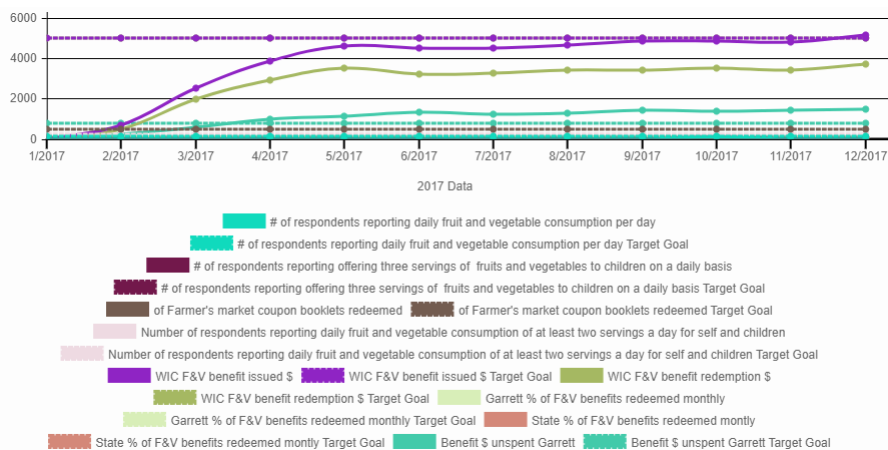 6000
4000
2000
0
1/2017 2/2017 3/2017 4/2017 5/2017 6/2017 7/2017 8/2017 9/2017 10/2017 11/2017 12/2017
2017 Data
# of respondents reporting daily fruit and vegetable consumption per day
# of respondents reporting daily fruit and vegetable consumption per day Target Goal
# of respondents reporting offering three servings of fruits and vegetables to children on a daily basis
# of respondents reporting offering three servings of fruits and vegetables to children on a daily basis Target Goal
of Farmer's market coupon booklets redeemed of Farmer's market coupon booklets redeemed Target Goal
Number of respondents reporting daily fruit and vegetable consumption of at least two servings a day for self and children
Number of respondents reporting daily fruit and vegetable consumption of at least two servings a day for self and children Target Goal
WIC F&V benefit issued $ WIC F&V benefit issued $ Target Goal WIC F&V benefit redemption $
WIC F&V benefit redemption $ Target Goal Garrett % of F&V benefits redeemed monthly
Garrett % of F&V benefits redeemed monthly Target Goal State % of F&V benefits redeemed montly
State % of F&V benefits redeemed montly Target Goal Benefit $ unspent Garrett Benefit $ unspent Garrett Target Goal